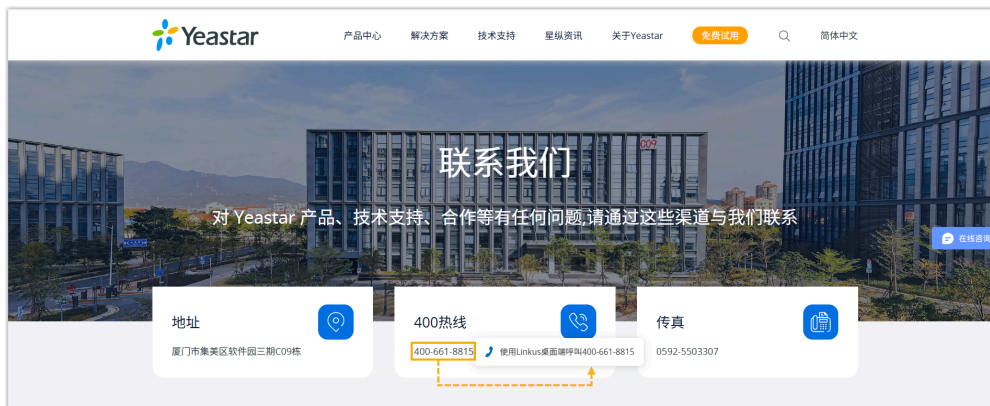 Yeastar
产品中心
解决方案
技术支持
星纵资讯
关于Yeastar
免费试用
简体中文
C09
联系我们
对 Yeastar 产品、技术支持、合作等有任何问题,请通过这些渠道与我们联系
在线咨询
地址
厦门市集美区软件园三期C09栋
400热线
400-661-8815
使用Linkus桌面端呼叫400-661-8815
传真
0592-5503307